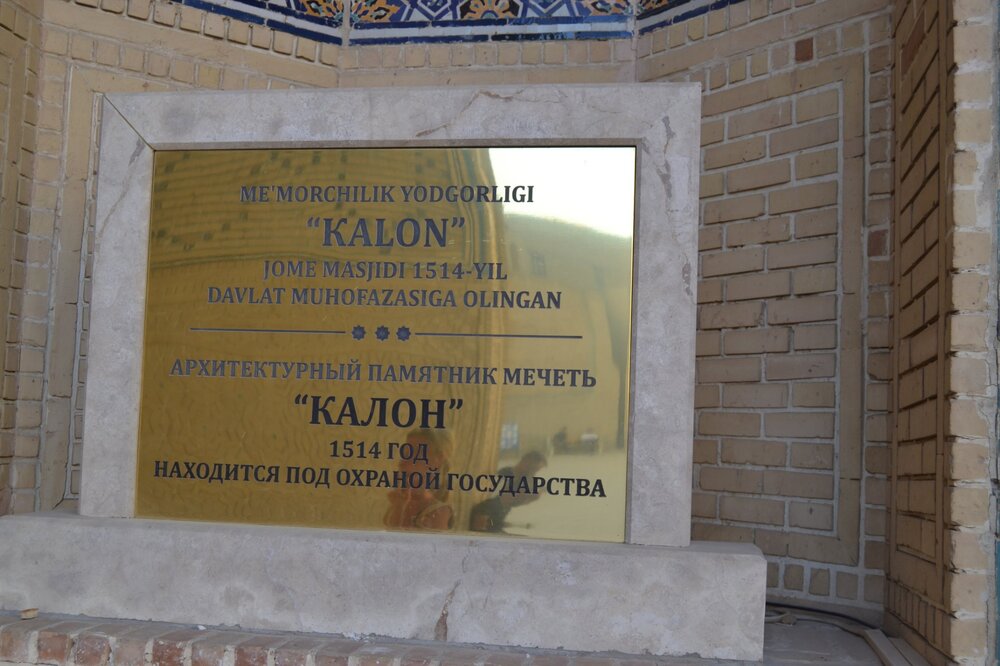 ME'MORCHILIK YODGORLIGI
“KALON”
JOME MASJIDI 1514-YIL
DAVLAT MUHOFAZASIGA OLINGAN
АРХИТЕКТУРНЫЙ ПАМЯТНИК МЕЧЕТЬ
“КАЛОН”
1514 ГОД
НАХОДИТСЯ ПОД ОХРАНОЙ ГОСУДАРСТВА